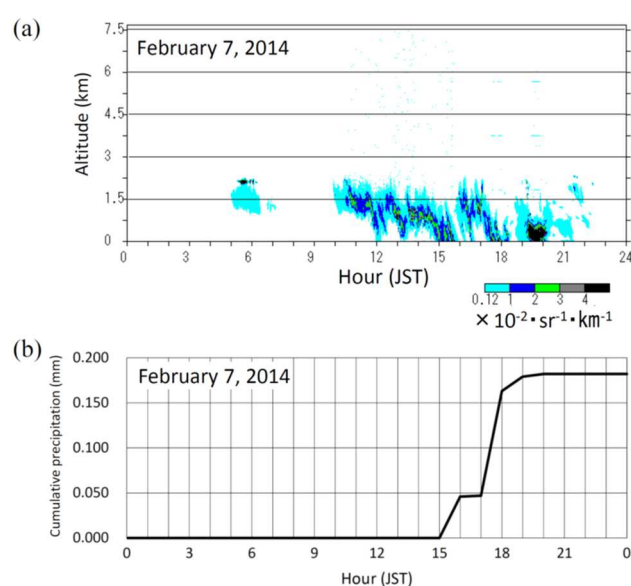 (a)
February 7, 2014
7.5
6
4.5
3
1.5
0
Altitude (km)
0 3 6 9 12 15 18 21 24
Hour (JST)
0.12 1 2 3 4
× 10-2・sr-1・km-1
(b)
February 7, 2014
0.200
0.150
0.100
0.050
0.000
Cumulative precipitation (mm)
0 3 6 9 12 15 18 21 0
Hour (JST)